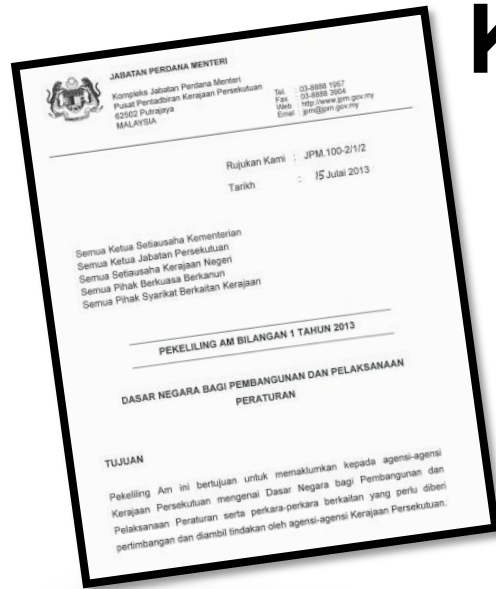 K
JABATAN PERDANA MENTERI
Kompleks Jabatan Perdana Menteri
Pusat Pentadbiran Kerajaan Persekutuan
62502 Putrajaya
MALAYSIA
Tel. : 03-8888 1957
Fax : 03-8888 3904
Web : http://www.jpm.gov.my
Email : jpm@jpm.gov.my
Rujukan Kami : JPM.100-2/1/2
Tarikh : 15 Julai 2013
Semua Ketua Setiausaha Kementerian
Semua Ketua Jabatan Persekutuan
Semua Setiausaha Kerajaan Negeri
Semua Pihak Berkuasa Berkanun
Semua Pihak Syarikat Berkaitan Kerajaan
PEKELILING AM BILANGAN 1 TAHUN 2013
DASAR NEGARA BAGI PEMBANGUNAN DAN PELAKSANAAN
PERATURAN
TUJUAN
Pekeliling Am ini bertujuan untuk memaklumkan kepada agensi-agensi
Kerajaan Persekutuan mengenai Dasar Negara bagi Pembangunan dan
Pelaksanaan Peraturan serta perkara-perkara berkaitan yang perlu diberi
pertimbangan dan diambil tindakan oleh agensi-agensi Kerajaan Persekutuan.